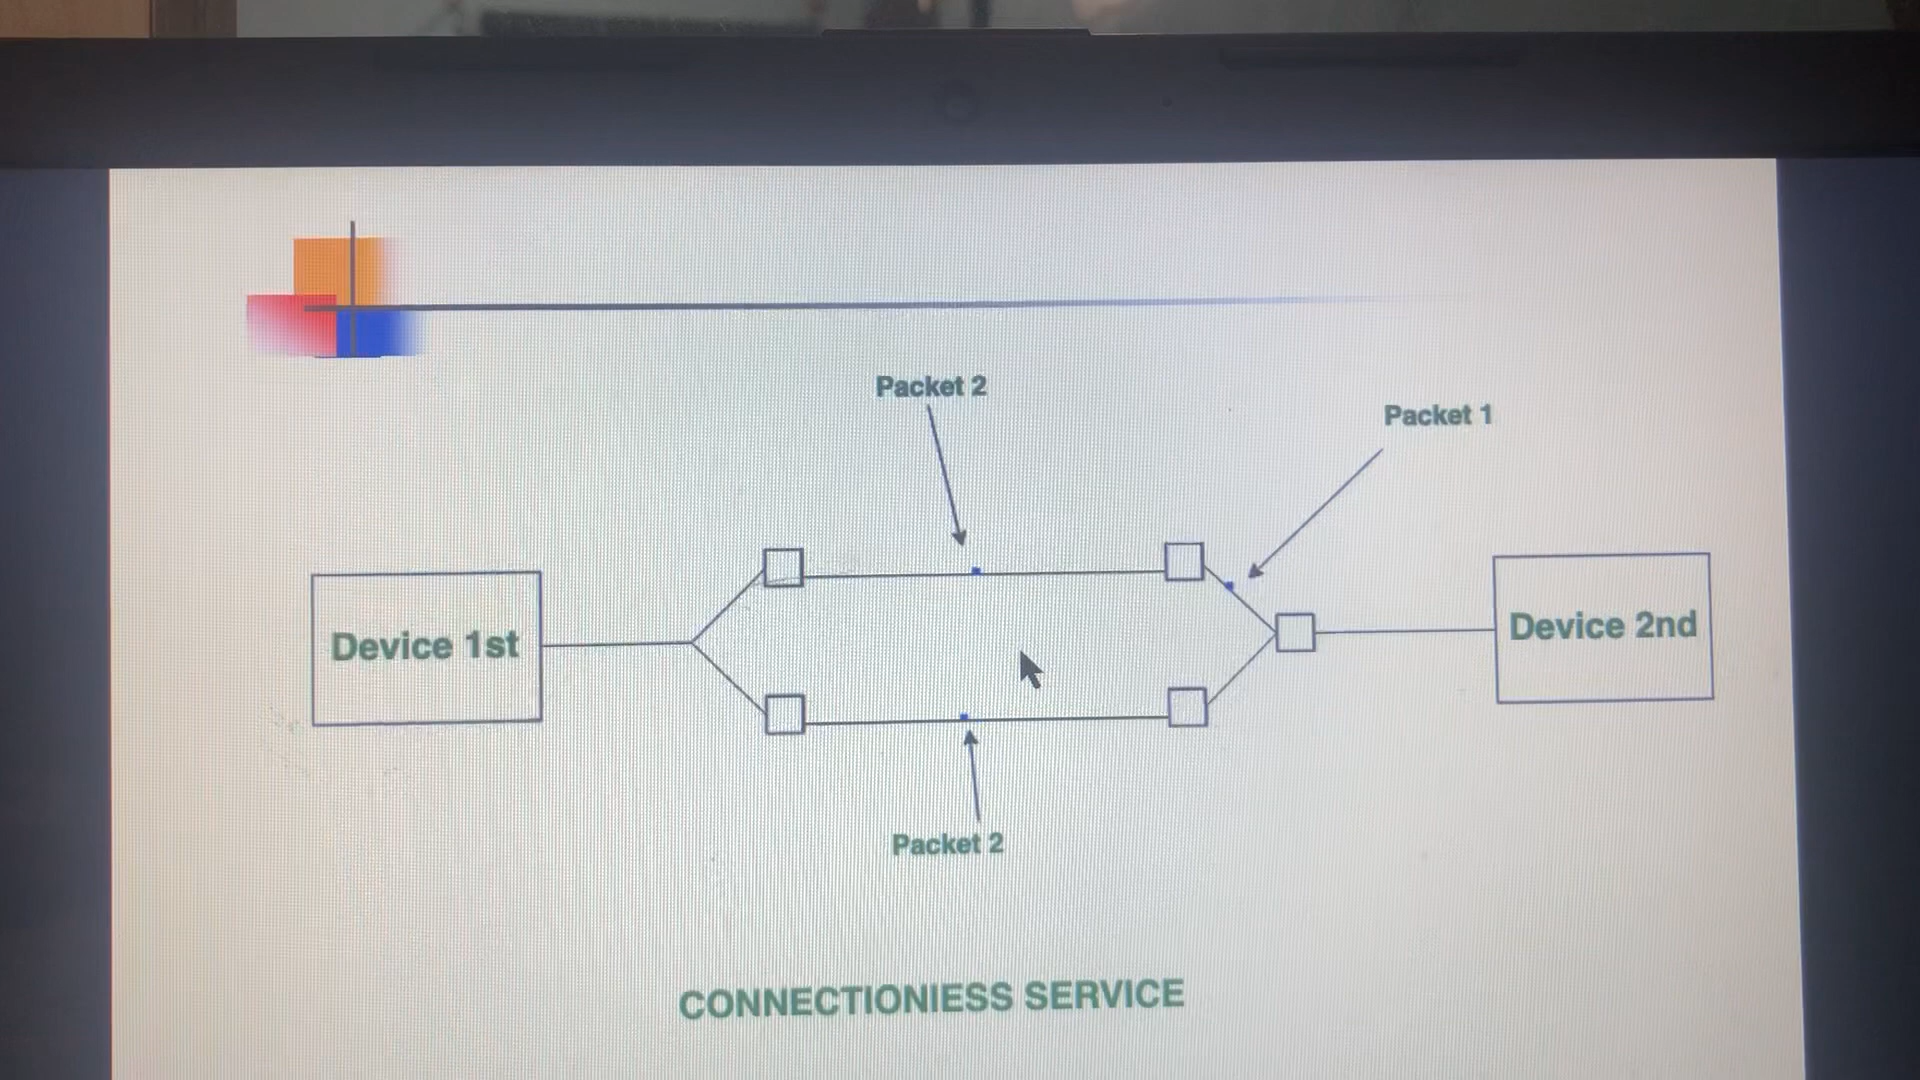 Packet 2
Packet 1
Device 1st
Device 2nd
Packet 2
CONNECTIONIESS SERVICE